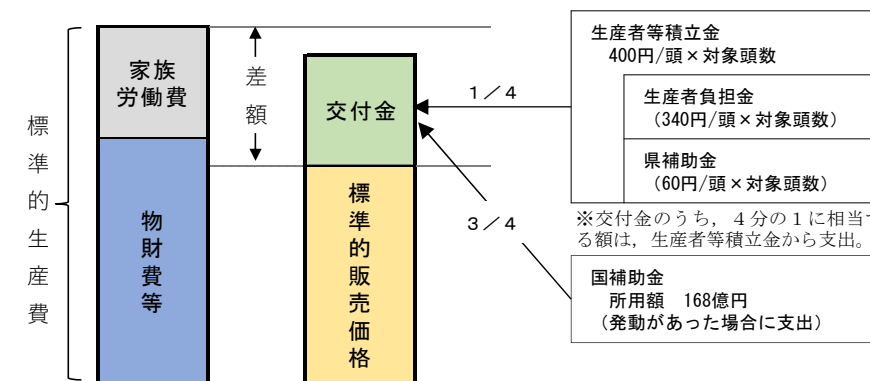 標準的生産費
家族
労働費
物財費等
差額
交付金
標準的販売価格
1/4
3/4
生産者等積立金
400円/頭×対象頭数
生産者負担金
(340円/頭×対象頭数)
県補助金
(60円/頭×対象頭数)
※交付金のうち,4分の1に相当す
る額は,生産者等積立金から支出。
国補助金
所用額 168億円
(発動があった場合に支出)